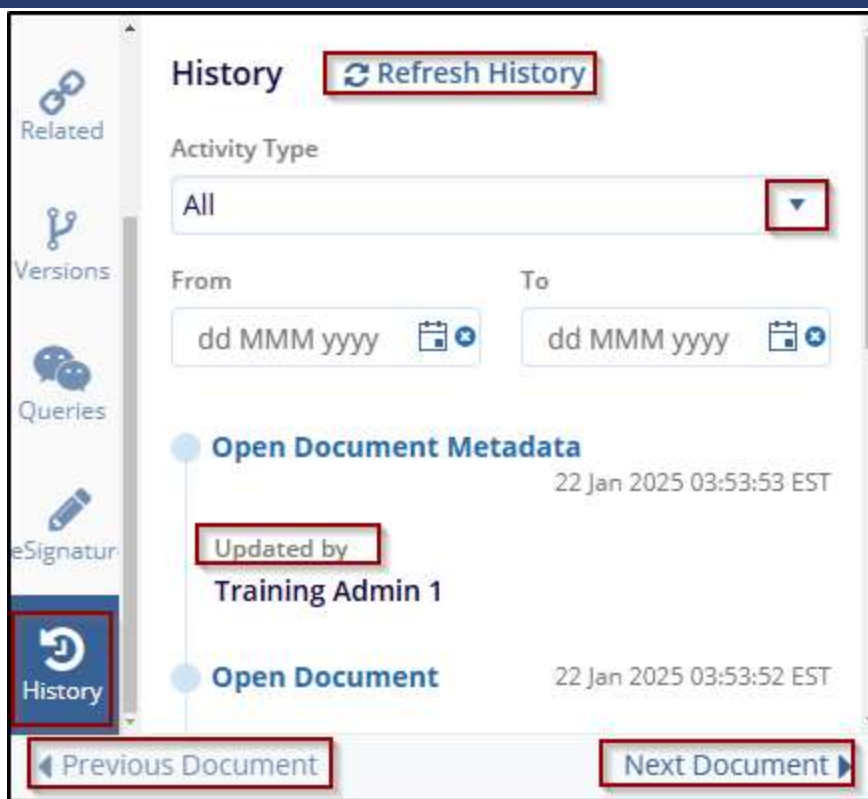 Related
Versions
Queries
eSignatur
History
History
Refresh History
Activity Type
All
From To
dd MMM yyyy dd MMM yyyy
Open Document Metadata
22 Jan 2025 03:53:53 EST
Updated by
Training Admin 1
Open Document 22 Jan 2025 03:53:52 EST
Previous Document Next Document